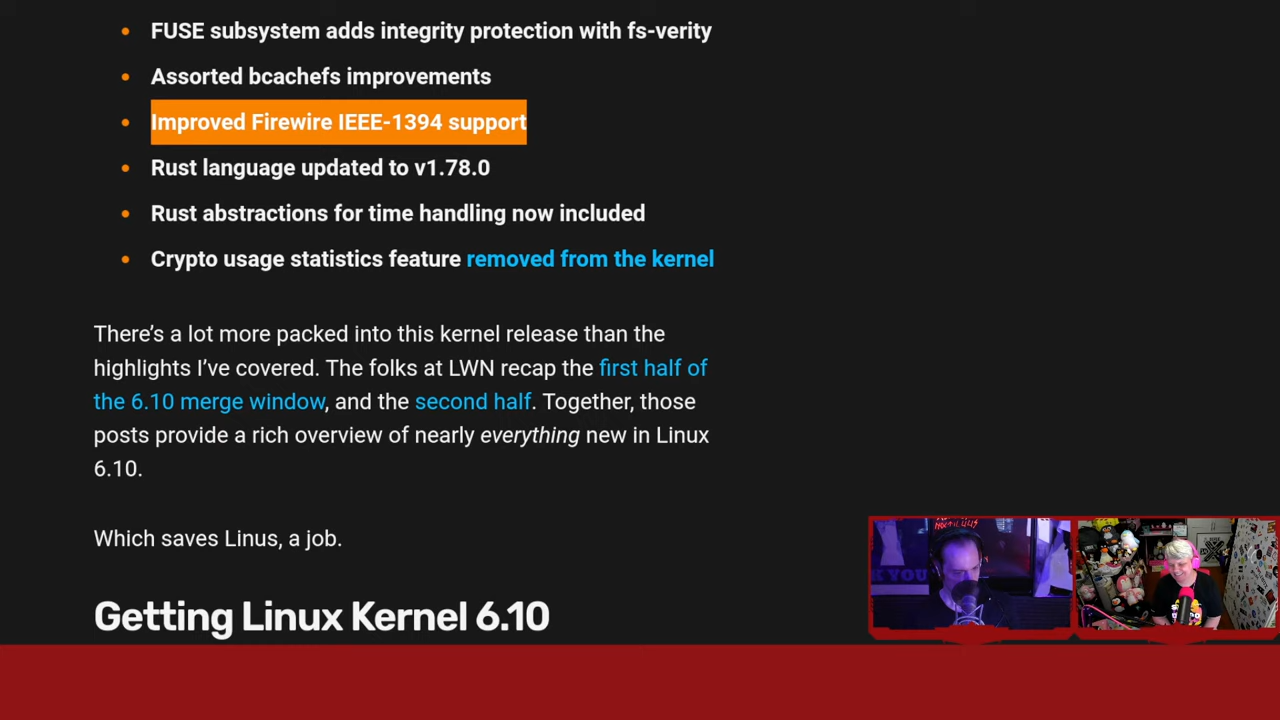 FUSE subsystem adds integrity protection with fs-verity
Assorted bcachefs improvements
Improved Firewire IEEE-1394 support
Rust language updated to v1.78.0
Rust abstractions for time handling now included
Crypto usage statistics feature removed from the kernel
There’s a lot more packed into this kernel release than the
highlights I’ve covered. The folks at LWN recap the first half of
the 6.10 merge window, and the second half. Together, those
posts provide a rich overview of nearly everything new in Linux
6.10.
Which saves Linus, a job.
Getting Linux Kernel 6.10